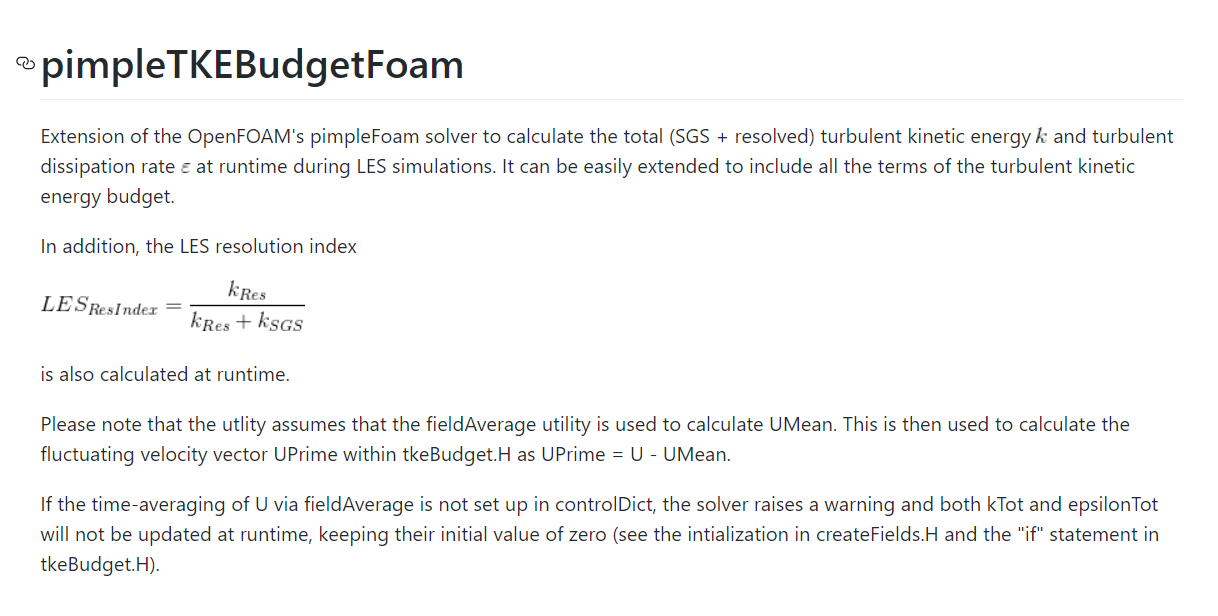 pimpleTKEBudgetFoam
Extension of the OpenFOAM's pimpleFoam solver to calculate the total (SGS + resolved) turbulent kinetic energy k and turbulent
dissipation rate ε at runtime during LES simulations. It can be easily extended to include all the terms of the turbulent kinetic
energy budget.
In addition, the LES resolution index
LES_{ResIndex} = \frac{k_{Res}}{k_{Res} + k_{SGS}}
is also calculated at runtime.
Please note that the utlity assumes that the fieldAverage utility is used to calculate UMean. This is then used to calculate the
fluctuating velocity vector UPrime within tkeBudget.H as UPrime = U - UMean.
If the time-averaging of U via fieldAverage is not set up in controlDict, the solver raises a warning and both kTot and epsilonTot
will not be updated at runtime, keeping their initial value of zero (see the intialization in createFields.H and the "if" statement in
tkeBudget.H).